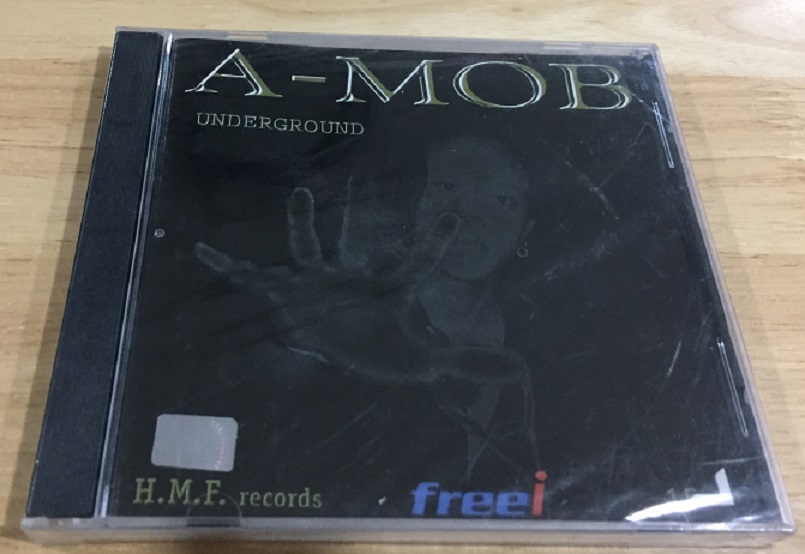 A-MOB
UNDERGROUND
H.M.F. records
freei